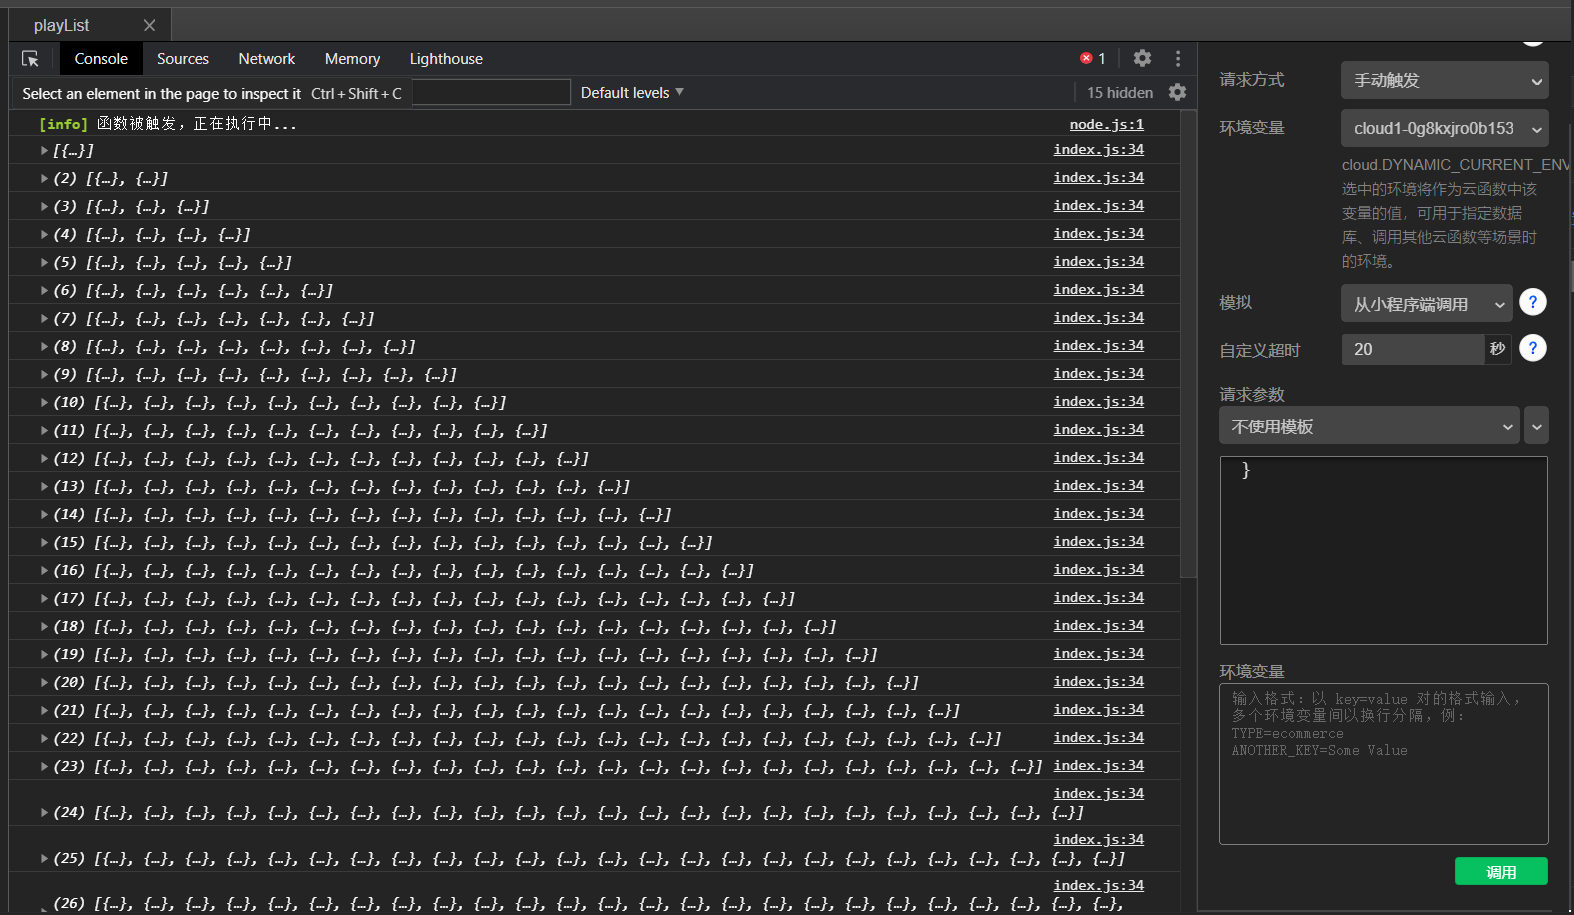 playList
Console Sources Network Memory Lighthouse 1
Select an element in the page to inspect it Ctrl + Shift + C Default levels 15 hidden
[info] 函数被触发，正在执行中... node.js:1
[{…}] index.js:34
(2) [{…}, {…}] index.js:34
(3) [{…}, {…}, {…}] index.js:34
(4) [{…}, {…}, {…}, {…}] index.js:34
(5) [{…}, {…}, {…}, {…}, {…}] index.js:34
(6) [{…}, {…}, {…}, {…}, {…}, {…}] index.js:34
(7) [{…}, {…}, {…}, {…}, {…}, {…}, {…}] index.js:34
(8) [{…}, {…}, {…}, {…}, {…}, {…}, {…}, {…}] index.js:34
(9) [{…}, {…}, {…}, {…}, {…}, {…}, {…}, {…}, {…}] index.js:34
(10) [{…}, {…}, {…}, {…}, {…}, {…}, {…}, {…}, {…}, {…}] index.js:34
(11) [{…}, {…}, {…}, {…}, {…}, {…}, {…}, {…}, {…}, {…}, {…}] index.js:34
(12) [{…}, {…}, {…}, {…}, {…}, {…}, {…}, {…}, {…}, {…}, {…}, {…}] index.js:34
(13) [{…}, {…}, {…}, {…}, {…}, {…}, {…}, {…}, {…}, {…}, {…}, {…}, {…}] index.js:34
(14) [{…}, {…}, {…}, {…}, {…}, {…}, {…}, {…}, {…}, {…}, {…}, {…}, {…}, {…}] index.js:34
(15) [{…}, {…}, {…}, {…}, {…}, {…}, {…}, {…}, {…}, {…}, {…}, {…}, {…}, {…}, {…}] index.js:34
(16) [{…}, {…}, {…}, {…}, {…}, {…}, {…}, {…}, {…}, {…}, {…}, {…}, {…}, {…}, {…}, {…}] index.js:34
(17) [{…}, {…}, {…}, {…}, {…}, {…}, {…}, {…}, {…}, {…}, {…}, {…}, {…}, {…}, {…}, {…}, {…}] index.js:34
(18) [{…}, {…}, {…}, {…}, {…}, {…}, {…}, {…}, {…}, {…}, {…}, {…}, {…}, {…}, {…}, {…}, {…}, {…}] index.js:34
(19) [{…}, {…}, {…}, {…}, {…}, {…}, {…}, {…}, {…}, {…}, {…}, {…}, {…}, {…}, {…}, {…}, {…}, {…}, {…}] index.js:34
(20) [{…}, {…}, {…}, {…}, {…}, {…}, {…}, {…}, {…}, {…}, {…}, {…}, {…}, {…}, {…}, {…}, {…}, {…}, {…}, {…}] index.js:34
(21) [{…}, {…}, {…}, {…}, {…}, {…}, {…}, {…}, {…}, {…}, {…}, {…}, {…}, {…}, {…}, {…}, {…}, {…}, {…}, {…}, {…}] index.js:34
(22) [{…}, {…}, {…}, {…}, {…}, {…}, {…}, {…}, {…}, {…}, {…}, {…}, {…}, {…}, {…}, {…}, {…}, {…}, {…}, {…}, {…}, {…}] index.js:34
(23) [{…}, {…}, {…}, {…}, {…}, {…}, {…}, {…}, {…}, {…}, {…}, {…}, {…}, {…}, {…}, {…}, {…}, {…}, {…}, {…}, {…}, {…}, {…}] index.js:34
index.js:34
(24) [{…}, {…}, {…}, {…}, {…}, {…}, {…}, {…}, {…}, {…}, {…}, {…}, {…}, {…}, {…}, {…}, {…}, {…}, {…}, {…}, {…}, {…}, {…}, {…}]
index.js:34
(25) [{…}, {…}, {…}, {…}, {…}, {…}, {…}, {…}, {…}, {…}, {…}, {…}, {…}, {…}, {…}, {…}, {…}, {…}, {…}, {…}, {…}, {…}, {…}, {…}, {…}]
index.js:34
(26) [{…}, {…}, {…}, {…}, {…}, {…}, {…}, {…}, {…}, {…}, {…}, {…}, {…}, {…}, {…}, {…}, {…}, {…}, {…}, {…}, {…}, {…}, {…}, {…}, {…},
请求方式 手动触发
环境变量 cloud1-0g8kxjro0b153
cloud.DYNAMIC_CURRENT_ENV
选中的环境将作为云函数中该
变量的值，可用于指定数据
库、调用其他云函数等场景时
的环境。
模拟 从小程序端调用 ?
自定义超时 20 秒 ?
请求参数
不使用模板
}
环境变量
输入格式：以 key=value 对的格式输入，
多个环境变量间以换行分隔，例：
TYPE=ecommerce
ANOTHER_KEY=Some Value
调用